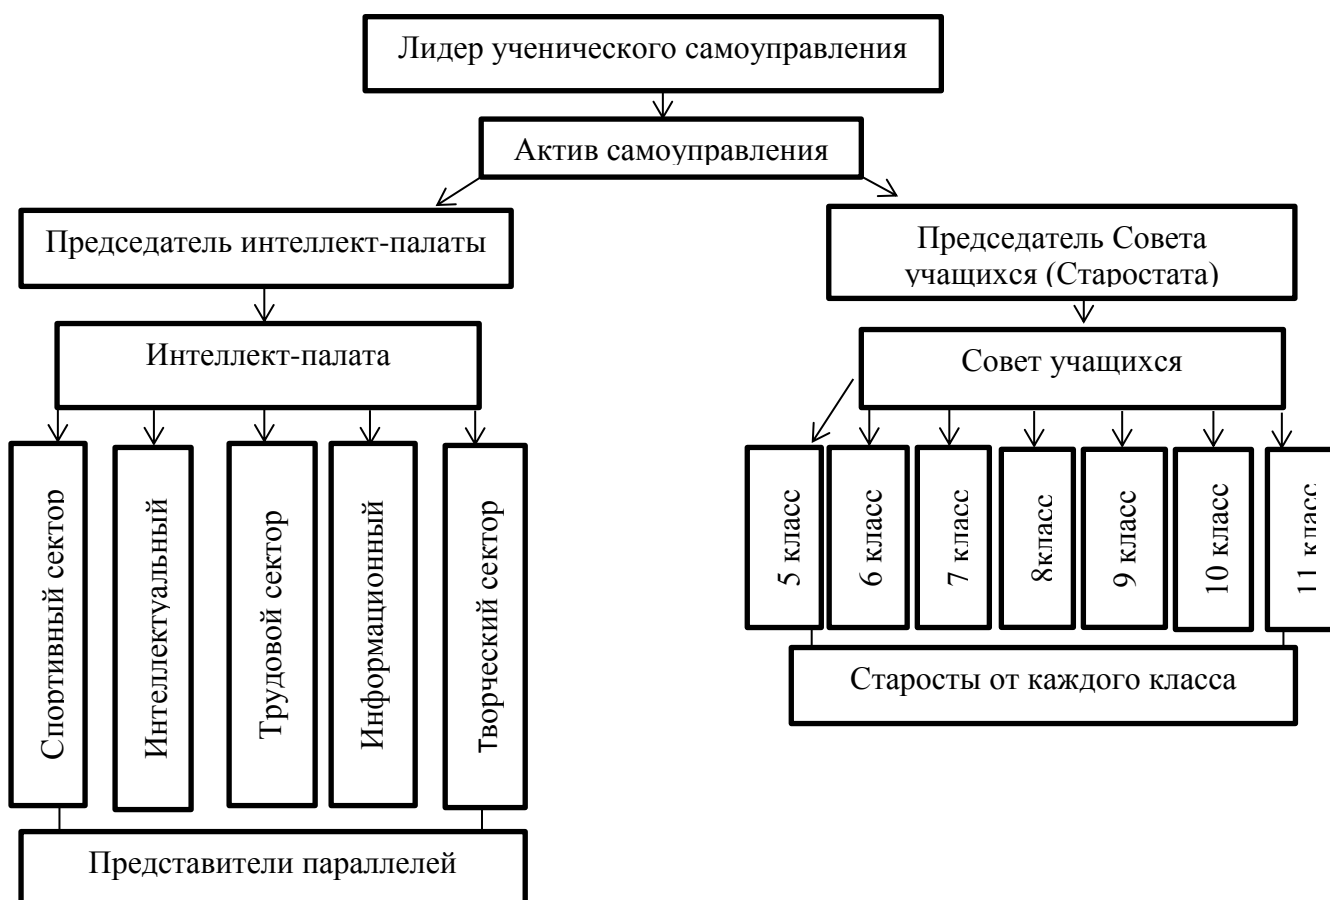 Лидер ученического самоуправления
Актив самоуправления
Председатель интеллект-палаты
Председатель Совета
учащихся (Старостата)
Интеллект-палата
Совет учащихся
Спортивный сектор
Интеллектуальный
Трудовой сектор
Информационный
Творческий сектор
5 класс
6 класс
7 класс
8класс
9 класс
10 класс
11 класс
Старосты от каждого класса
Представители параллелей